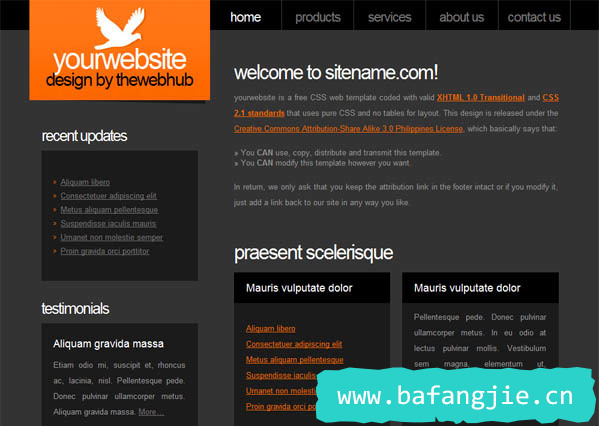 home
products
services
about us
contact us
yourwebsite
design by thewebhub
recent updates
» Aliquam libero
» Consectetuer adipiscing elit
» Metus aliquam pellentesque
» Suspendisse iaculis mauris
» Urnanet non molestie semper
» Proin gravida orci porttitor
testimonials
Aliquam gravida massa
Etiam odio mi, suscipit et, rhoncus
ac, lacinia, nisl. Pellentesque pede.
Donec pulvinar ullamcorper metus.
Aliquam gravida massa. More…
welcome to sitename.com!
yourwebsite is a free CSS web template coded with valid XHTML 1.0 Transitional and CSS
2.1 standards that uses pure CSS and no tables for layout. This design is released under the
Creative Commons Attribution-Share Alike 3.0 Philippines License, which basically says that:
» You CAN use, copy, distribute and transmit this template.
» You CAN modify this template however you want.
In return, we only ask that you keep the attribution link in the footer intact or if you modify it,
just add a link back to our site in any way you like.
praesent scelerisque
Mauris vulputate dolor
Aliquam libero
Consectetuer adipiscing elit
Metus aliquam pellentesque
Suspendisse iaculis
Urnanet non molesti
Proin gravida orci po
Mauris vulputate dolor
Pellentesque pede. Donec pulvinar
ullamcorper metus. In eu odio at
lectus pulvinar mollis. Vestibulum
sem magna, elementum ut,
www.bafangjie.cn